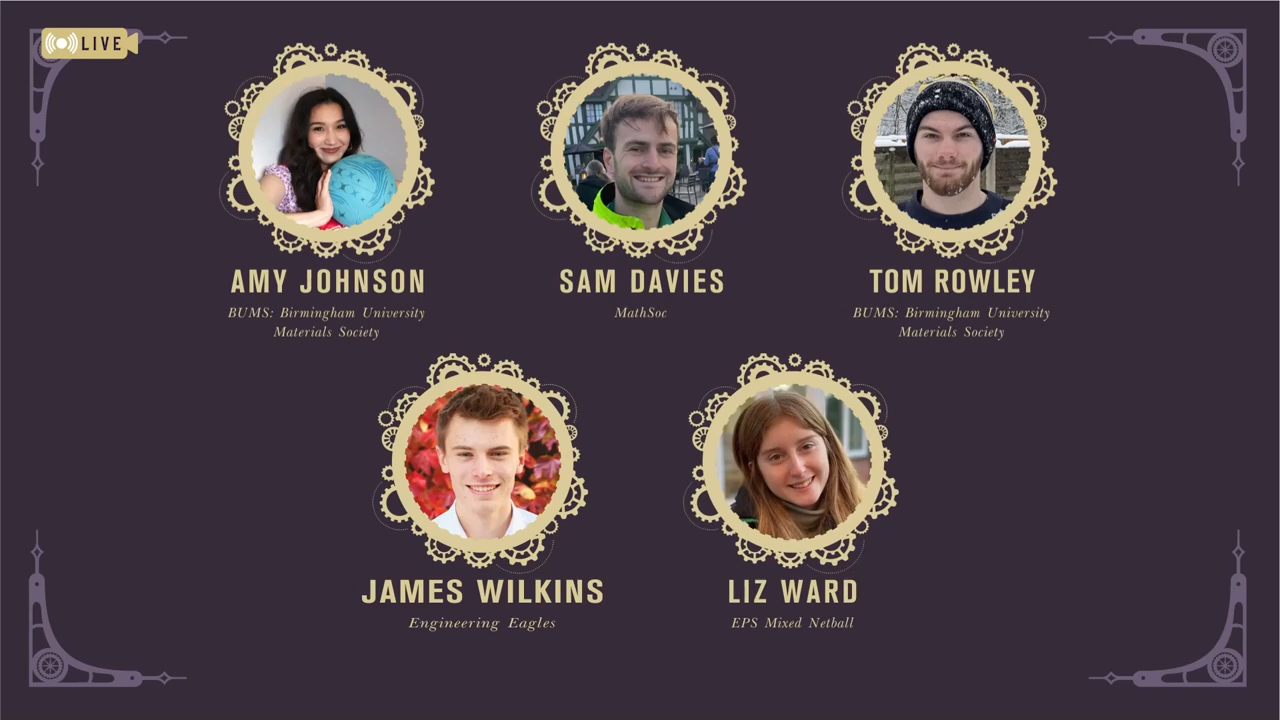 LIVE
AMY JOHNSON
BUMS: Birmingham University
Materials Society
SAM DAVIES
MathSoc
TOM ROWLEY
BUMS: Birmingham University
Materials Society
JAMES WILKINS
Engineering Eagles
LIZ WARD
EPS Mixed Netball